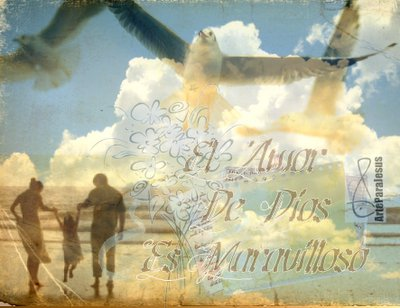 El Amor
De Dios
Es Maravilloso
ArteParaJesus